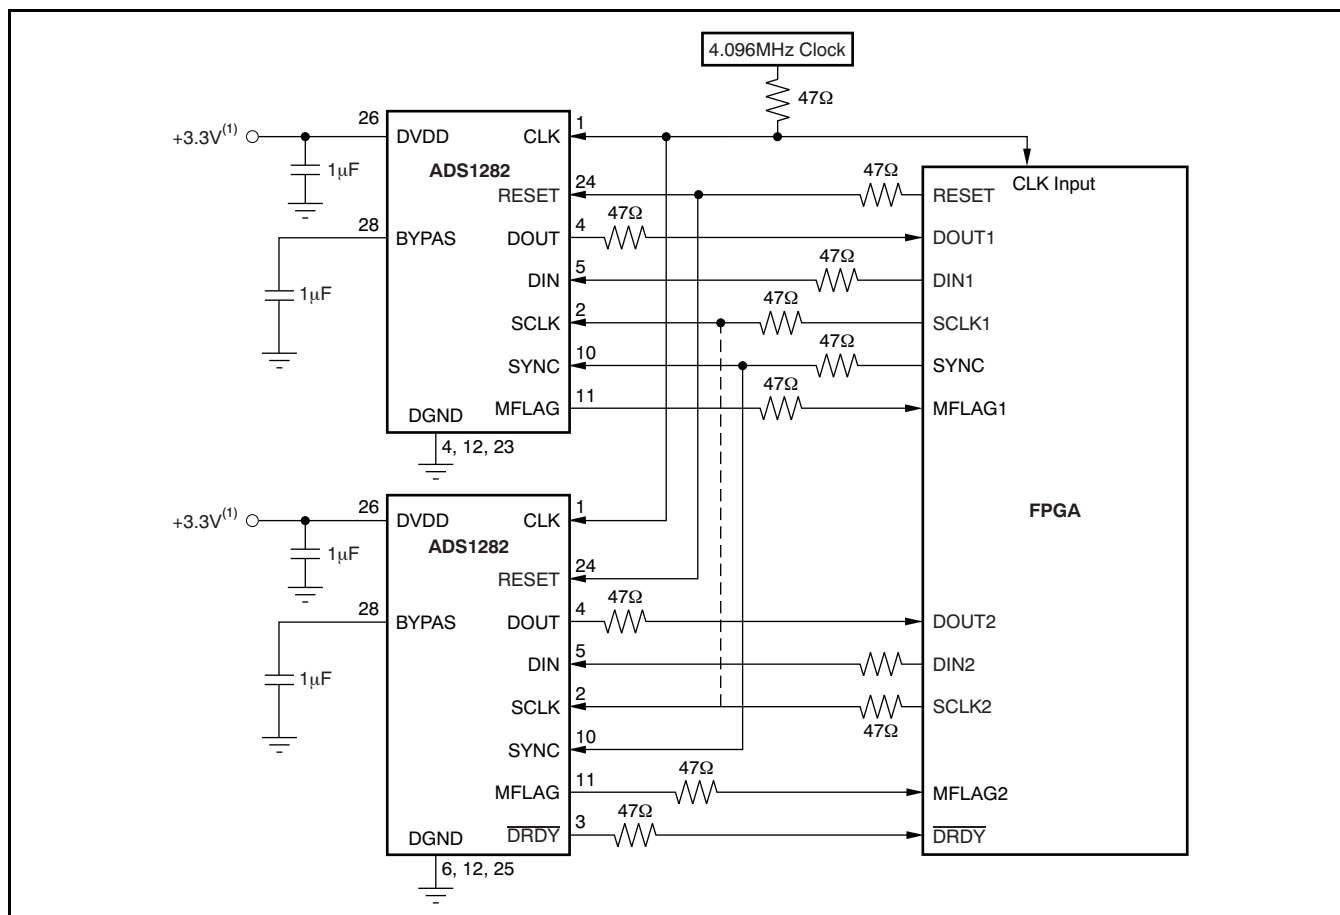 4.096MHz Clock
47Ω
+3.3V(1)
26
DVDD
CLK
1
1μF
ADS1282
47Ω
CLK Input
RESET
24
RESET
28
BYPAS
DOUT
4
47Ω
DOUT1
1μF
DIN
5
47Ω
DIN1
SCLK
2
47Ω
SCLK1
SYNC
10
47Ω
SYNC
MFLAG
11
47Ω
MFLAG1
DGND
4, 12, 23
FPGA
+3.3V(1)
26
DVDD
CLK
1
1μF
ADS1282
RESET
24
28
BYPAS
DOUT
4
47Ω
DOUT2
1μF
DIN
5
DIN2
SCLK
2
47Ω
SCLK2
SYNC
10
MFLAG
11
47Ω
MFLAG2
DGND
6, 12, 25
DRDY
3
47Ω
DRDY